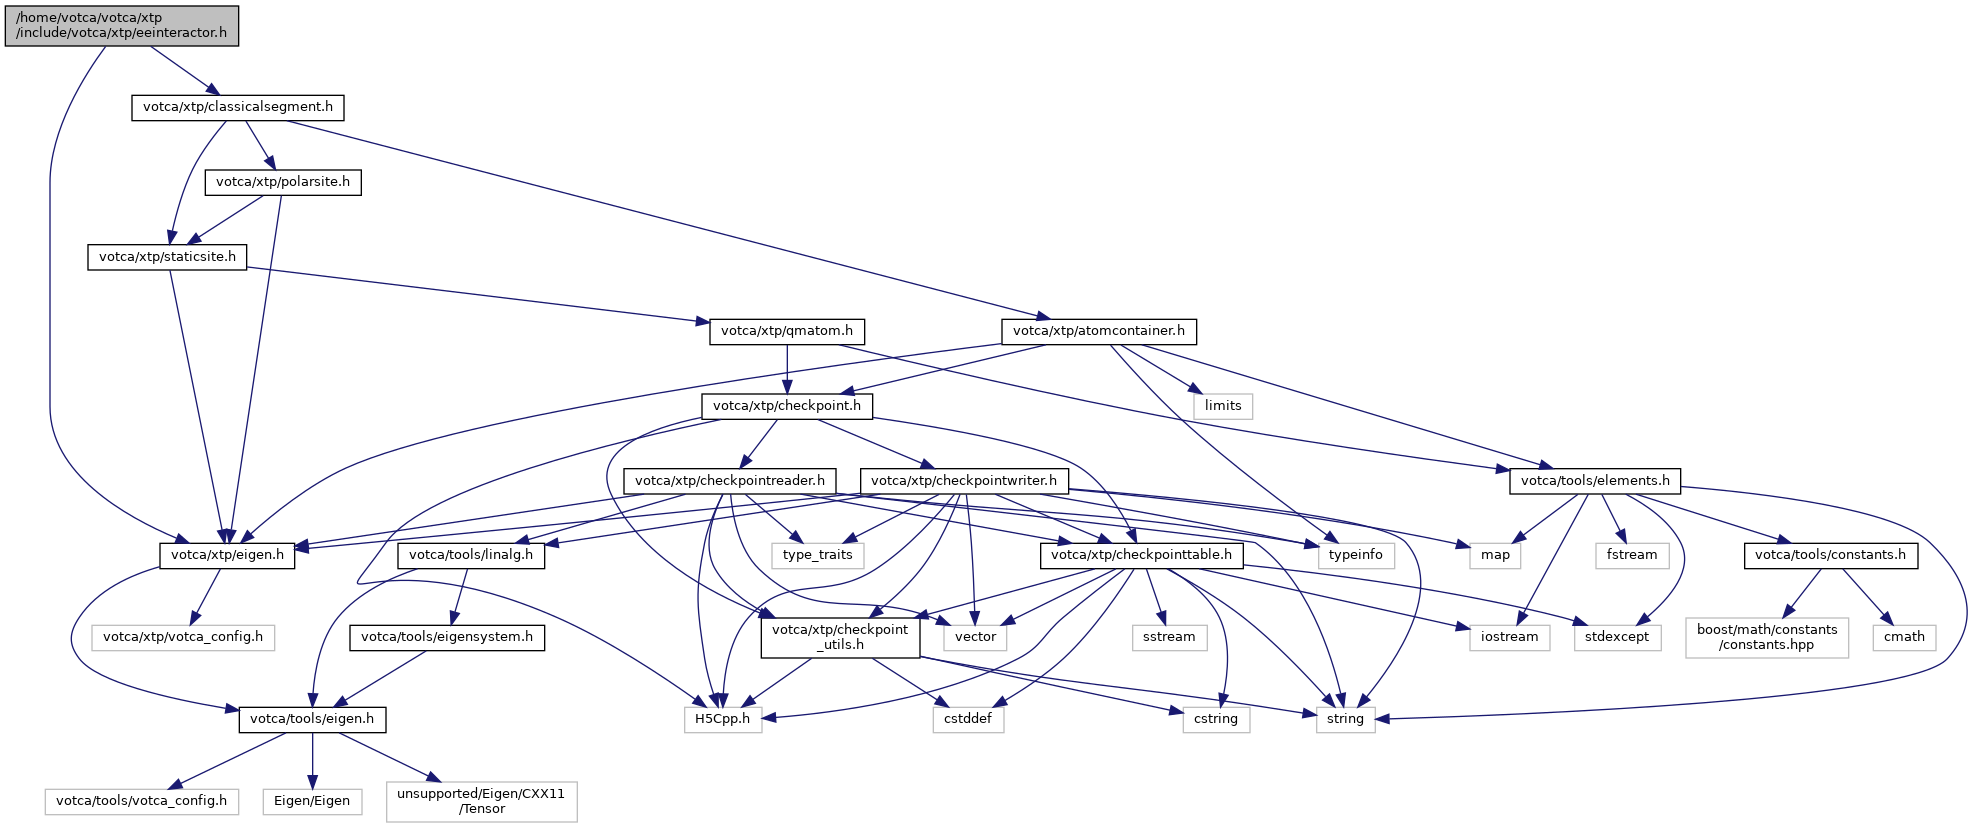 /home/votca/votca/xtp
/include/votca/xtp/eeinteractor.h
votca/xtp/classicalsegment.h
votca/xtp/polarsite.h
votca/xtp/staticsite.h
votca/xtp/qmatom.h
votca/xtp/atomcontainer.h
votca/xtp/checkpoint.h
limits
votca/xtp/checkpointreader.h
votca/xtp/checkpointwriter.h
votca/tools/elements.h
votca/xtp/eigen.h
votca/tools/linalg.h
type_traits
votca/xtp/checkpointtable.h
typeinfo
map
fstream
votca/tools/constants.h
votca/xtp/votca_config.h
votca/tools/eigensystem.h
votca/xtp/checkpoint
_utils.h
vector
sstream
iostream
stdexcept
boost/math/constants
/constants.hpp
cmath
votca/tools/eigen.h
H5Cpp.h
cstddef
cstring
string
votca/tools/votca_config.h
Eigen/Eigen
unsupported/Eigen/CXX11
/Tensor